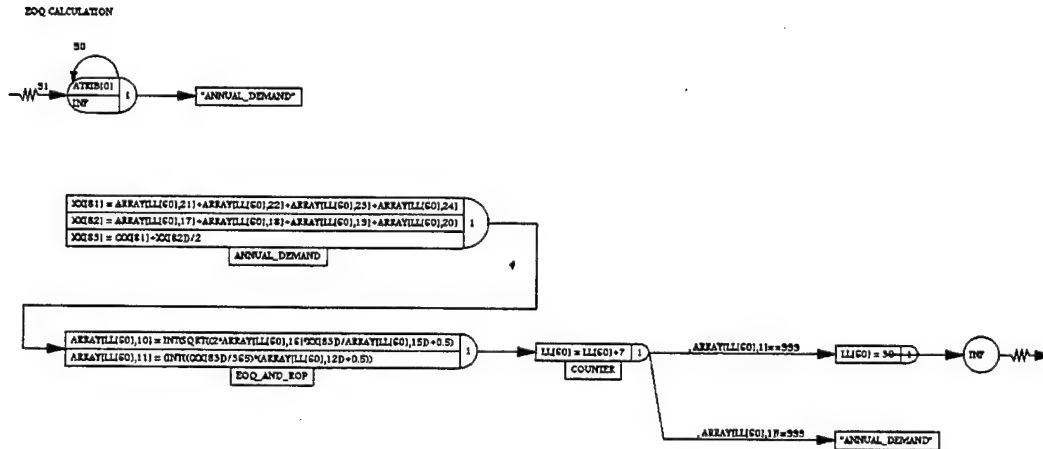 EOQ CALCULATION
90
91
ATRIB[0]
INF
1
"ANNUAL_DEMAND"
XX[81] = ARRAY[LL[60],21]+ARRAY[LL[60],22]+ARRAY[LL[60],23]+ARRAY[LL[60],24]
XX[82] = ARRAY[LL[60],17]+ARRAY[LL[60],18]+ARRAY[LL[60],19]+ARRAY[LL[60],20]
XX[83] = (XX[81]+XX[82])/2
1
ANNUAL_DEMAND
ARRAY[LL[60],10] = INT(SQRT((2*ARRAY[LL[60],16]*XX[83])/ARRAY[LL[60],15])+0.5)
ARRAY[LL[60],11] = (INT((XX[83]/365)*(ARRAY[LL[60],12])+0.5))
1
EOQ_AND_ROP
LL[60] = LL[60]+7
1
COUNTER
, ARRAY[LL[60],1]==999
LL[60] = 30
1
INF
, ARRAY[LL[60],1]!=999
"ANNUAL_DEMAND"